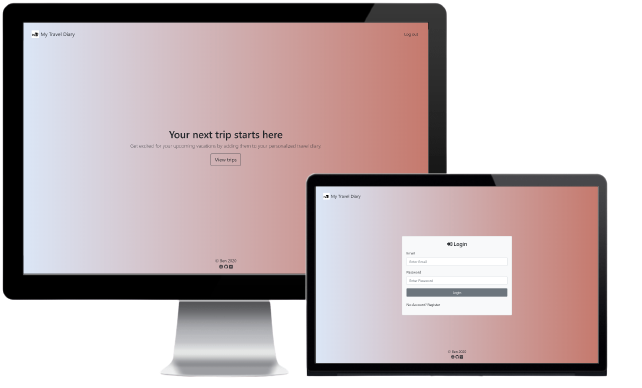 My Travel Diary
Log out
Your next trip starts here
Get excited for your upcoming vacations by adding them to your personalized travel diary.
View trips
© Ilan 2020
My Travel Diary
Login
Email
Enter Email
Password
Enter Password
Login
No Account? Register
© Ilan 2020